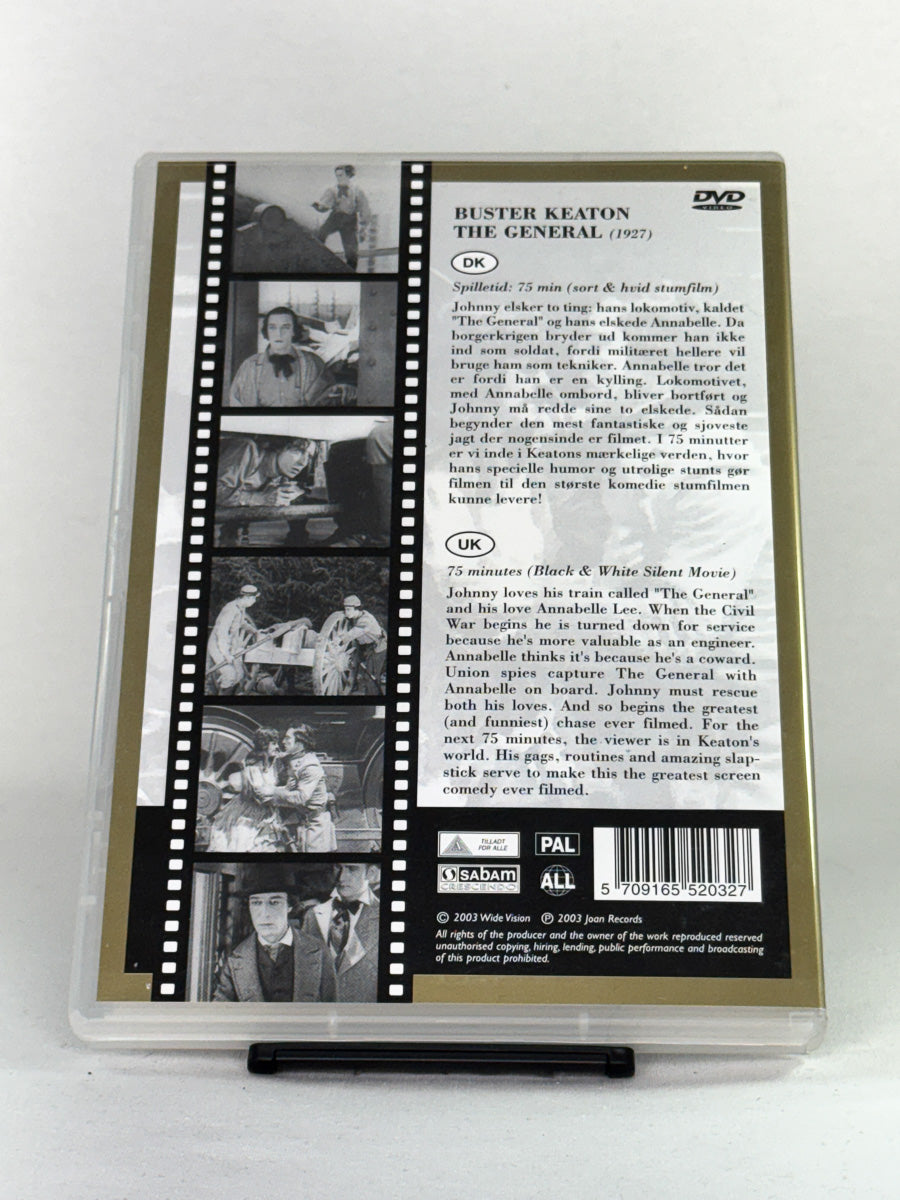 DVD
VIDEO
BUSTER KEATON
THE GENERAL (1927)
DK
Spilletid: 75 min (sort & hvid stumfilm)
Johnny elsker to ting: hans lokomotiv, kaldet
"The General" og hans elskede Annabelle. Da
borgerkrigen bryder ud kommer han ikke
ind som soldat, fordi militæret hellere vil
bruge ham som tekniker. Annabelle tror det
er fordi han er en kylling. Lokomotivet,
med Annabelle ombord, bliver bortført og
Johnny må redde sine to elskede. Sådan
begynder den mest fantastiske og sjoveste
jagt der nogensinde er filmet. I 75 minutter
er vi inde i Keatons mærkelige verden, hvor
hans specielle humor og utrolige stunts gør
filmen til den største komedie stumfilmen
kunne levere!
UK
75 minutes (Black & White Silent Movie)
Johnny loves his train called "The General"
and his love Annabelle Lee. When the Civil
War begins he is turned down for service
because he's more valuable as an engineer.
Annabelle thinks it's because he's a coward.
Union spies capture The General with
Annabelle on board. Johnny must rescue
both his loves. And so begins the greatest
(and funniest) chase ever filmed. For the
next 75 minutes, the viewer is in Keaton's
world. His gags, routines and amazing slap-
stick serve to make this the greatest screen
comedy ever filmed.
TILLADT
FOR ALLE
PAL
sabam
CRESCENDO
ALL
5 709165 520327
© 2003 Wide Vision ℗ 2003 Joan Records
All rights of the producer and the owner of the work reproduced reserved
unauthorised copying, hiring, lending, public performance and broadcasting
of this product prohibited.